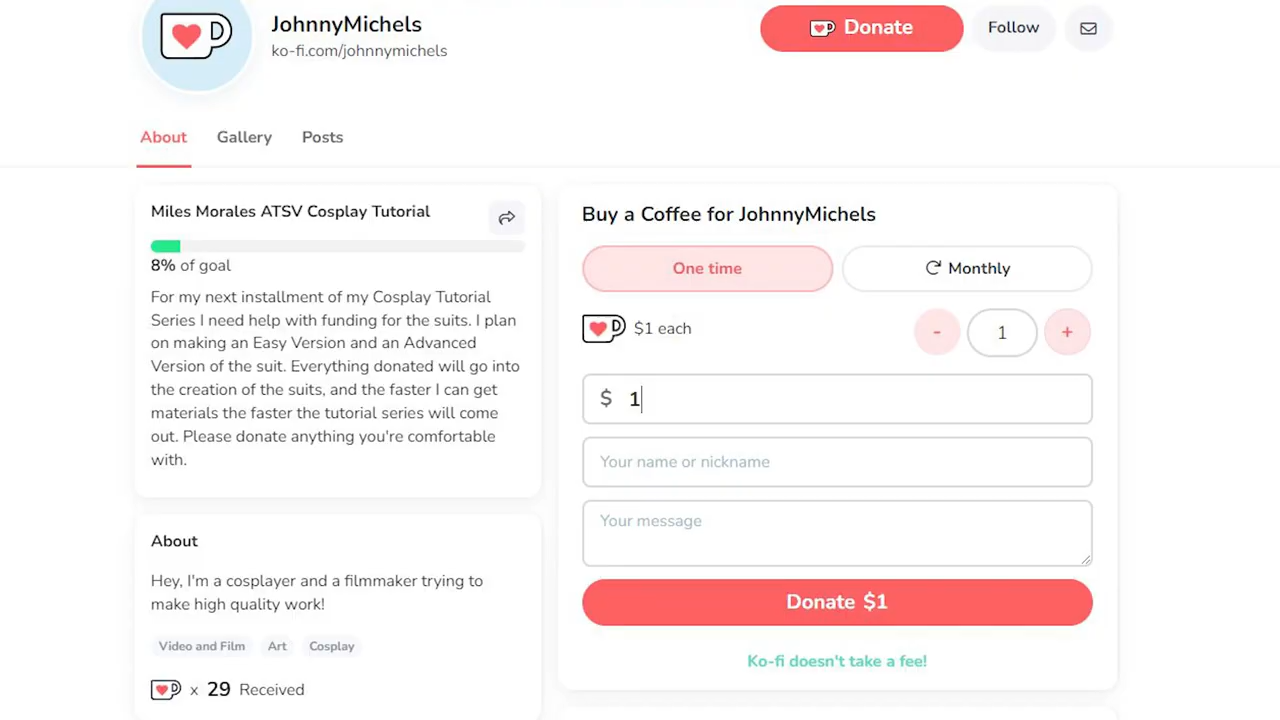 JohnnyMichels
ko-fi.com/johnnymichels
Donate
Follow
About
Gallery
Posts
Miles Morales ATSV Cosplay Tutorial
8% of goal
For my next installment of my Cosplay Tutorial
Series I need help with funding for the suits. I plan
on making an Easy Version and an Advanced
Version of the suit. Everything donated will go into
the creation of the suits, and the faster I can get
materials the faster the tutorial series will come
out. Please donate anything you're comfortable
with.
About
Hey, I'm a cosplayer and a filmmaker trying to
make high quality work!
Video and Film
Art
Cosplay
x 29 Received
Buy a Coffee for JohnnyMichels
One time
Monthly
$1 each
-
1
+
$ 1
Your name or nickname
Your message
Donate $1
Ko-fi doesn't take a fee!